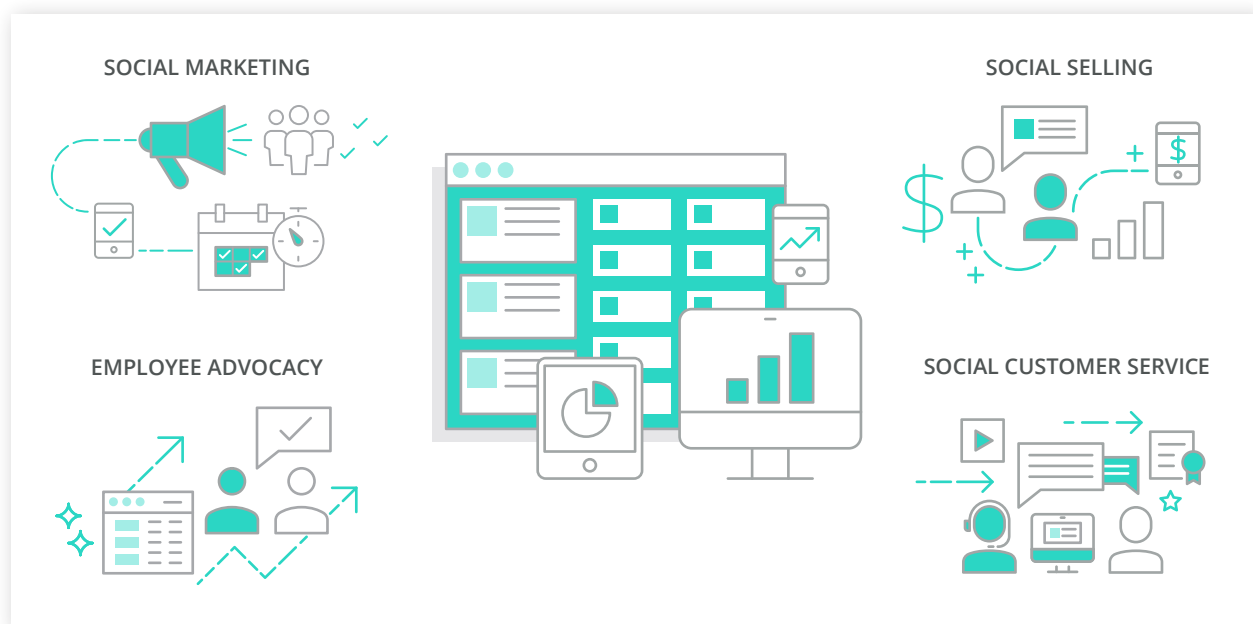 SOCIAL MARKETING
SOCIAL SELLING
$
$
EMPLOYEE ADVOCACY
SOCIAL CUSTOMER SERVICE